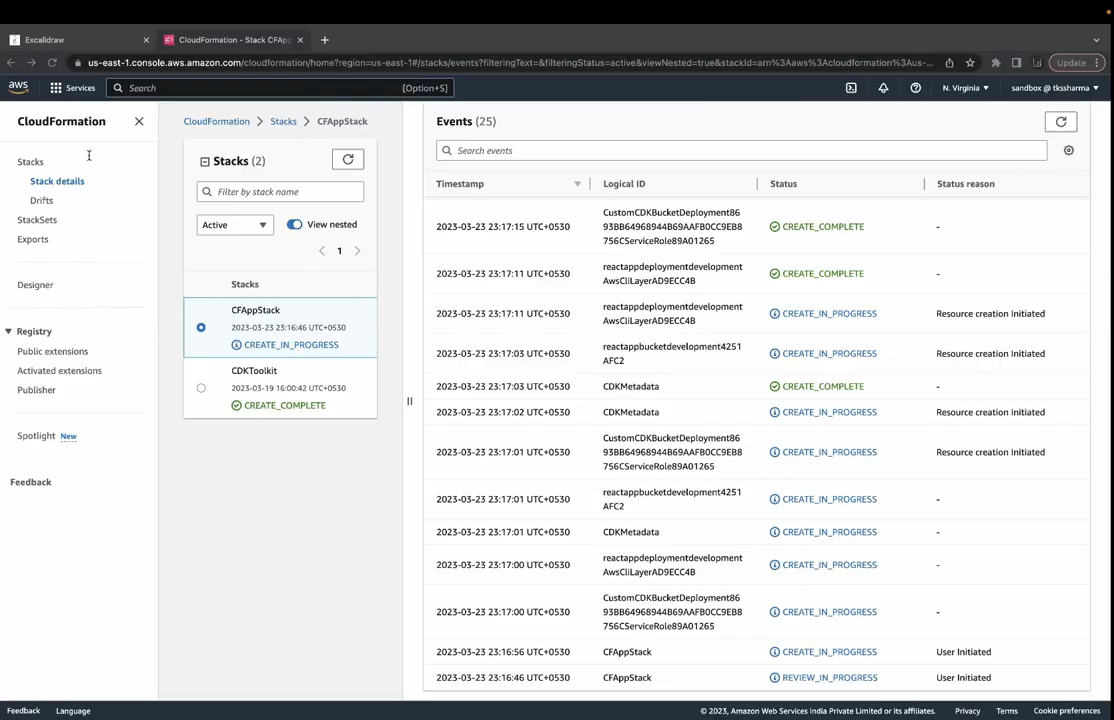 Excalidraw
CloudFormation - Stack CFAp
us-east-1.console.aws.amazon.com/cloudformation/home?region=us-east-1#/stacks/events?filteringText=&filteringStatus=active&viewNested=true&stackId=arn%3Aaws%3Acloudformation%3Aus-...
Update
aws
Services
Search
[Option+S]
N. Virginia
sandbox @ tkssharma
CloudFormation
Stacks
Stack details
Drifts
StackSets
Exports
Designer
Registry
Public extensions
Activated extensions
Publisher
Spotlight New
Feedback
CloudFormation > Stacks > CFAppStack
Stacks (2)
Filter by stack name
Active
View nested
1
Stacks
CFAppStack
2023-03-23 23:16:46 UTC+0530
CREATE_IN_PROGRESS
CDKToolkit
2023-03-19 16:00:42 UTC+0530
CREATE_COMPLETE
Events (25)
Search events
Timestamp Logical ID Status Status reason
CustomCDKBucketDeployment86
2023-03-23 23:17:15 UTC+0530 93BB64968944B69AAFB0CC9EB8 CREATE_COMPLETE -
756CServiceRole89A01265
reactappdeploymentdevelopment
2023-03-23 23:17:11 UTC+0530 CREATE_COMPLETE -
AwsCliLayerAD9ECC4B
reactappdeploymentdevelopment
2023-03-23 23:17:11 UTC+0530 CREATE_IN_PROGRESS Resource creation Initiated
AwsCliLayerAD9ECC4B
reactappbucketdevelopment4251
2023-03-23 23:17:03 UTC+0530 CREATE_IN_PROGRESS Resource creation Initiated
AFC2
2023-03-23 23:17:03 UTC+0530 CDKMetadata CREATE_COMPLETE -
2023-03-23 23:17:02 UTC+0530 CDKMetadata CREATE_IN_PROGRESS Resource creation Initiated
CustomCDKBucketDeployment86
2023-03-23 23:17:01 UTC+0530 93BB64968944B69AAFB0CC9EB8 CREATE_IN_PROGRESS Resource creation Initiated
756CServiceRole89A01265
reactappbucketdevelopment4251
2023-03-23 23:17:01 UTC+0530 CREATE_IN_PROGRESS -
AFC2
2023-03-23 23:17:01 UTC+0530 CDKMetadata CREATE_IN_PROGRESS -
reactappdeploymentdevelopment
2023-03-23 23:17:00 UTC+0530 CREATE_IN_PROGRESS -
AwsCliLayerAD9ECC4B
CustomCDKBucketDeployment86
2023-03-23 23:17:00 UTC+0530 93BB64968944B69AAFB0CC9EB8 CREATE_IN_PROGRESS -
756CServiceRole89A01265
2023-03-23 23:16:56 UTC+0530 CFAppStack CREATE_IN_PROGRESS User Initiated
2023-03-23 23:16:46 UTC+0530 CFAppStack REVIEW_IN_PROGRESS User Initiated
Feedback Language © 2023, Amazon Web Services India Private Limited or its affiliates. Privacy Terms Cookie preferences